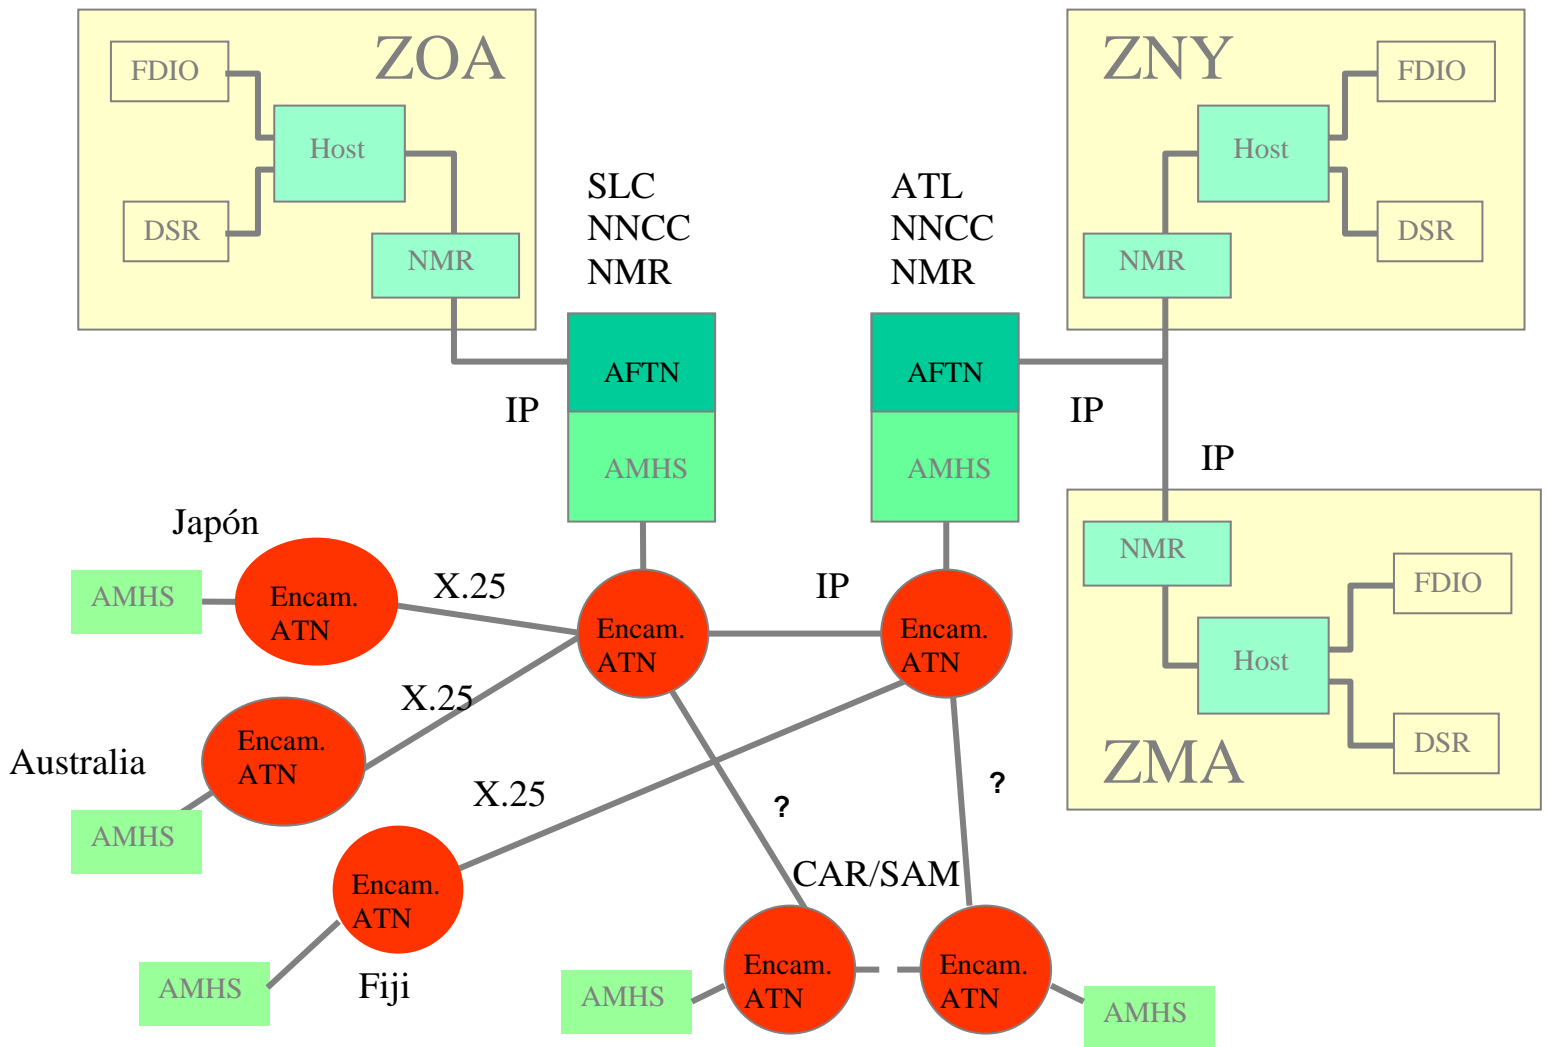 ZOA
FDIO
Host
DSR
NMR
ZNY
FDIO
Host
DSR
NMR
SLC
NNCC
NMR
ATL
NNCC
NMR
AFTN
AFTN
IP
IP
IP
AMHS
AMHS
NMR
FDIO
Host
DSR
ZMA
Japón
AMHS
Encam.
ATN
X.25
Encam.
ATN
IP
Encam.
ATN
X.25
Australia
Encam.
ATN
AMHS
X.25
?
?
Encam.
ATN
AMHS
Fiji
CAR/SAM
AMHS
Encam.
ATN
Encam.
ATN
AMHS